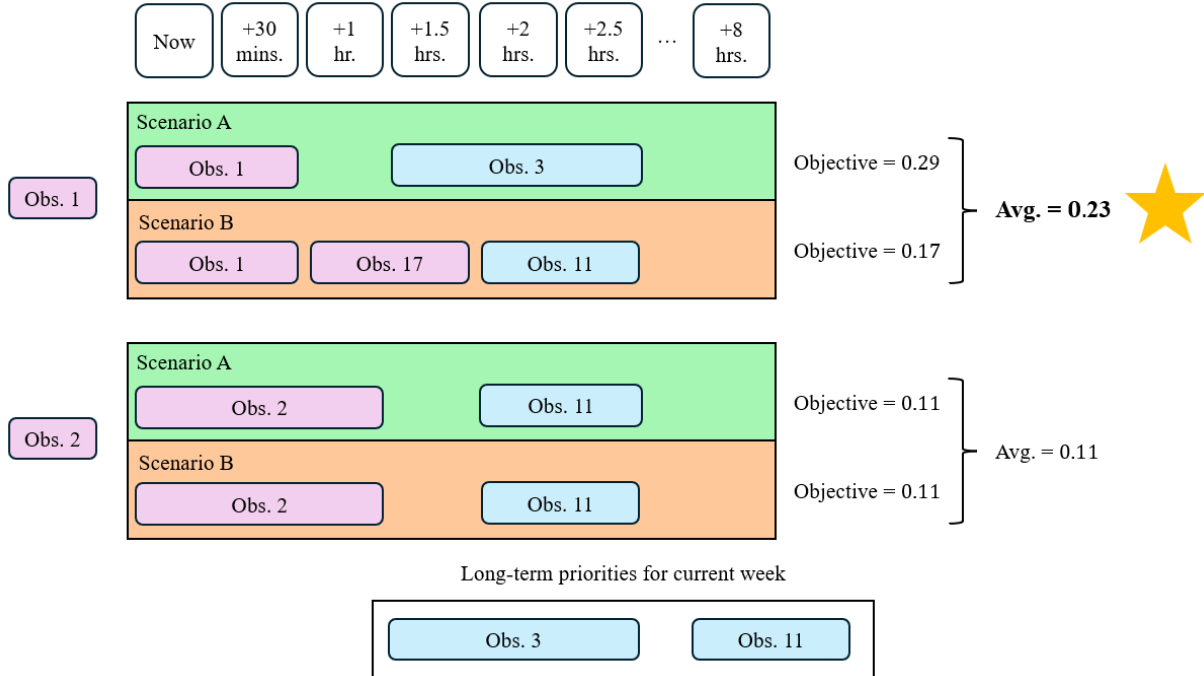 Now
+30
mins.
+1
hr.
+1.5
hrs.
+2
hrs.
+2.5
hrs.
…
+8
hrs.
Scenario A
Obs. 1
Obs. 3
Objective = 0.29
Obs. 1
Avg. = 0.23
Scenario B
Obs. 1
Obs. 17
Obs. 11
Objective = 0.17
Scenario A
Obs. 2
Obs. 11
Objective = 0.11
Obs. 2
Avg. = 0.11
Scenario B
Obs. 2
Obs. 11
Objective = 0.11
Long-term priorities for current week
Obs. 3
Obs. 11